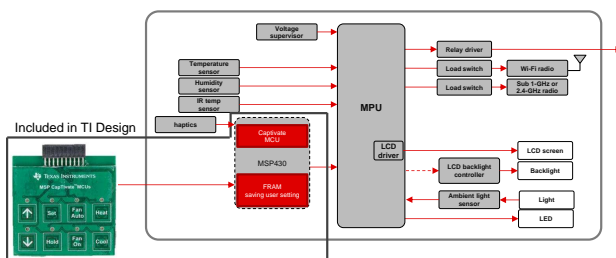 Voltage
supervisor
Temperature
sensor
Humidity
sensor
IR temp
sensor
haptics
Included in TI Design
Captivate
MCU
MSP430
FRAM
saving user setting
MPU
LCD
driver
Relay driver
Load switch
Wi-Fi radio
Load switch
Sub 1-GHz or
2.4-GHz radio
LCD screen
LCD backlight
controller
Backlight
Ambient light
sensor
Light
LED
TEXAS INSTRUMENTS
MSP CapTIvate™MCUs
Set
Fan
Auto
Heat
Hold
Fan
On
Cool